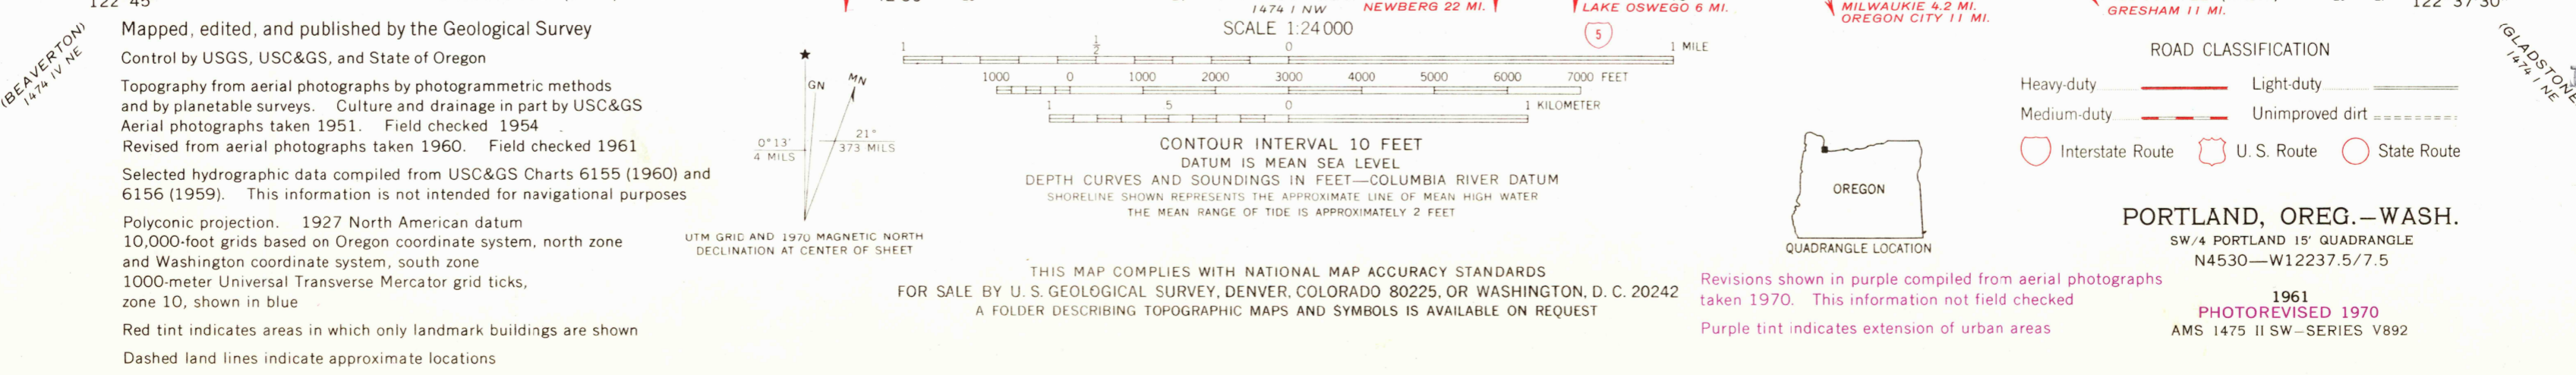 122°45'
1474 I NW
NEWBERG 22 MI.
LAKE OSWEGO 6 MI.
MILWAUKIE 4.2 MI.
OREGON CITY 11 MI.
GRESHAM 11 MI.
122°37'30"
(BEAVERTON)
1474 IV NE
(GLADSTONE
1474 I NE
Mapped, edited, and published by the Geological Survey
Control by USGS, USC&GS, and State of Oregon
Topography from aerial photographs by photogrammetric methods
and by planetable surveys. Culture and drainage in part by USC&GS
Aerial photographs taken 1951. Field checked 1954
Revised from aerial photographs taken 1960. Field checked 1961
Selected hydrographic data compiled from USC&GS Charts 6155 (1960) and
6156 (1959). This information is not intended for navigational purposes
Polyconic projection. 1927 North American datum
10,000-foot grids based on Oregon coordinate system, north zone
and Washington coordinate system, south zone
1000-meter Universal Transverse Mercator grid ticks,
zone 10, shown in blue
Red tint indicates areas in which only landmark buildings are shown
Dashed land lines indicate approximate locations
GN
MN
0°13'
4 MILS
21°
373 MILS
UTM GRID AND 1970 MAGNETIC NORTH
DECLINATION AT CENTER OF SHEET
SCALE 1:24 000
5
1 ½ 0 1 MILE
1000 0 1000 2000 3000 4000 5000 6000 7000 FEET
1 5 0 1 KILOMETER
CONTOUR INTERVAL 10 FEET
DATUM IS MEAN SEA LEVEL
DEPTH CURVES AND SOUNDINGS IN FEET—COLUMBIA RIVER DATUM
SHORELINE SHOWN REPRESENTS THE APPROXIMATE LINE OF MEAN HIGH WATER
THE MEAN RANGE OF TIDE IS APPROXIMATELY 2 FEET
THIS MAP COMPLIES WITH NATIONAL MAP ACCURACY STANDARDS
FOR SALE BY U. S. GEOLOGICAL SURVEY, DENVER, COLORADO 80225, OR WASHINGTON, D. C. 20242
A FOLDER DESCRIBING TOPOGRAPHIC MAPS AND SYMBOLS IS AVAILABLE ON REQUEST
OREGON
QUADRANGLE LOCATION
Revisions shown in purple compiled from aerial photographs
taken 1970. This information not field checked
Purple tint indicates extension of urban areas
ROAD CLASSIFICATION
Heavy-duty Light-duty
Medium-duty Unimproved dirt
Interstate Route U. S. Route State Route
PORTLAND, OREG.—WASH.
SW/4 PORTLAND 15' QUADRANGLE
N4530—W12237.5/7.5
1961
PHOTOREVISED 1970
AMS 1475 II SW—SERIES V892